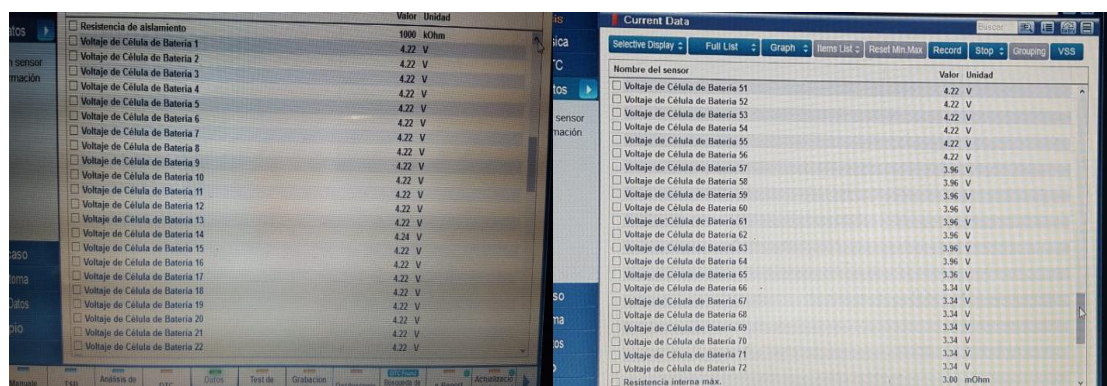 Valor Unidad
Resistencia de aislamiento 1000 kOhm
Voltaje de Célula de Bateria 1 4.22 V
Voltaje de Célula de Bateria 2 4.22 V
Voltaje de Célula de Bateria 3 4.22 V
Voltaje de Célula de Bateria 4 4.22 V
Voltaje de Célula de Bateria 5 4.22 V
Voltaje de Célula de Bateria 6 4.22 V
Voltaje de Célula de Bateria 7 4.22 V
Voltaje de Célula de Bateria 8 4.22 V
Voltaje de Célula de Bateria 9 4.22 V
Voltaje de Célula de Bateria 10 4.22 V
Voltaje de Célula de Bateria 11 4.22 V
Voltaje de Célula de Bateria 12 4.22 V
Voltaje de Célula de Bateria 13 4.22 V
Voltaje de Célula de Bateria 14 4.24 V
Voltaje de Célula de Bateria 15 4.22 V
Voltaje de Célula de Bateria 16 4.22 V
Voltaje de Célula de Bateria 17 4.22 V
Voltaje de Célula de Bateria 18 4.22 V
Voltaje de Célula de Bateria 19 4.22 V
Voltaje de Célula de Bateria 20 4.22 V
Voltaje de Célula de Bateria 21 4.22 V
Voltaje de Célula de Bateria 22 4.22 V
sensor
mación
Datos
Análisis de
Datos
Test de
Grabacion
Current Data
Buscar
Selective Display Full List Graph Items List Reset Min.Max Record Stop Grouping VSS
Nombre del sensor Valor Unidad
Voltaje de Célula de Bateria 51 4.22 V
Voltaje de Célula de Bateria 52 4.22 V
Voltaje de Célula de Bateria 53 4.22 V
Voltaje de Célula de Bateria 54 4.22 V
Voltaje de Célula de Bateria 55 4.22 V
Voltaje de Célula de Bateria 56 4.22 V
Voltaje de Célula de Bateria 57 3.96 V
Voltaje de Célula de Bateria 58 3.96 V
Voltaje de Célula de Bateria 59 3.96 V
Voltaje de Célula de Bateria 60 3.96 V
Voltaje de Célula de Bateria 61 3.96 V
Voltaje de Célula de Bateria 62 3.96 V
Voltaje de Célula de Bateria 63 3.96 V
Voltaje de Célula de Bateria 64 3.96 V
Voltaje de Célula de Bateria 65 3.36 V
Voltaje de Célula de Bateria 66 3.34 V
Voltaje de Célula de Bateria 67 3.34 V
Voltaje de Célula de Bateria 68 3.34 V
Voltaje de Célula de Bateria 69 3.34 V
Voltaje de Célula de Bateria 70 3.34 V
Voltaje de Célula de Bateria 71 3.34 V
Voltaje de Célula de Bateria 72 3.34 V
Resistencia interna máx. 3.00 mOhm
sensor
mación